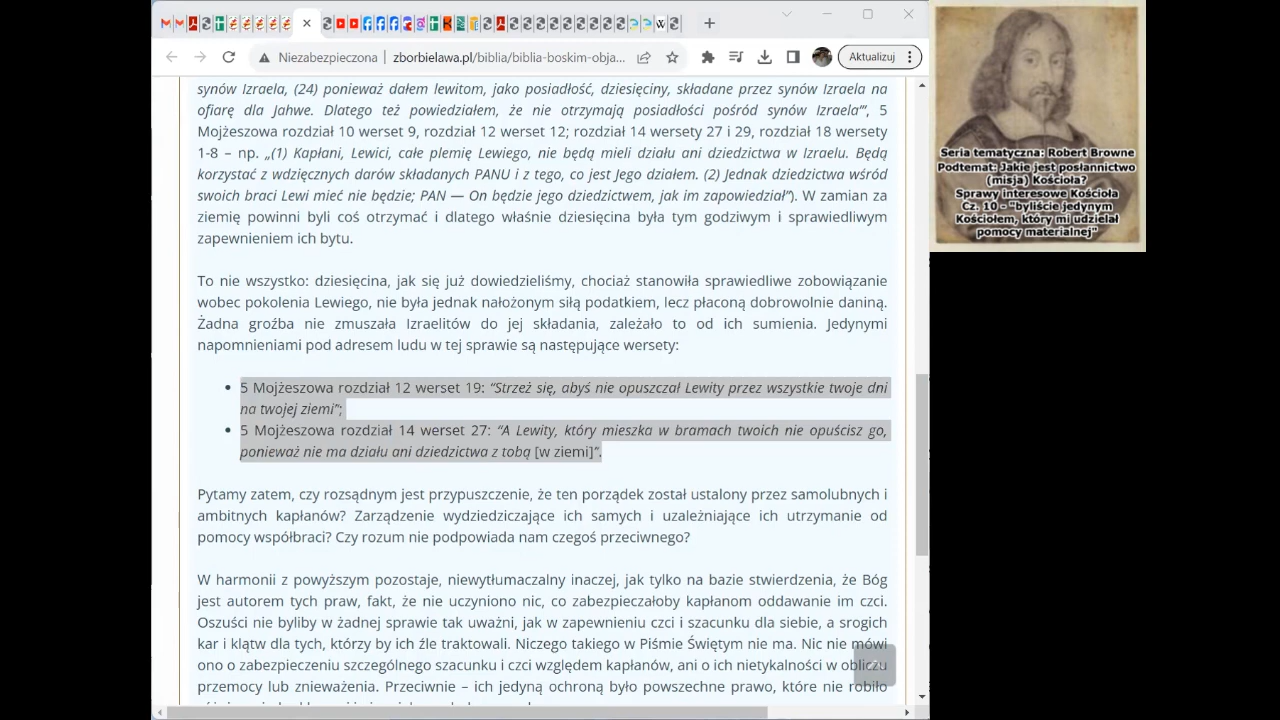 Niezabezpieczona
zborbielawa.pl/biblia/biblia-boskim-obja...
Aktualizuj
synów Izraela, (24) ponieważ dałem lewitom, jako posiadłość, dziesięciny, składane przez synów Izraela na
ofiarę dla Jahwe. Dlatego też powiedziałem, że nie otrzymają posiadłości pośród synów Izraela'”, 5
Mojżeszowa rozdział 10 werset 9, rozdział 12 werset 12; rozdział 14 wersety 27 i 29, rozdział 18 wersety
1-8 – np. „(1) Kapłani, Lewici, całe plemię Lewiego, nie będą mieli działu ani dziedzictwa w Izraelu. Będą
korzystać z wdzięcznych darów składanych PANU i z tego, co jest Jego działem. (2) Jednak dziedzictwa wśród
swoich braci Lewi mieć nie będzie; PAN — On będzie jego dziedzictwem, jak im zapowiedział”). W zamian za
ziemię powinni byli coś otrzymać i dlatego właśnie dziesięcina była tym godziwym i sprawiedliwym
zapewnieniem ich bytu.
To nie wszystko: dziesięcina, jak się już dowiedzieliśmy, chociaż stanowiła sprawiedliwe zobowiązanie
wobec pokolenia Lewiego, nie była jednak nałożonym siłą podatkiem, lecz płaconą dobrowolnie daniną.
Żadna groźba nie zmuszała Izraelitów do jej składania, zależało to od ich sumienia. Jedynymi
napomnieniami pod adresem ludu w tej sprawie są następujące wersety:
• 5 Mojżeszowa rozdział 12 werset 19: “Strzeż się, abyś nie opuszczał Lewity przez wszystkie twoje dni
na twojej ziemi”;
• 5 Mojżeszowa rozdział 14 werset 27: “A Lewity, który mieszka w bramach twoich nie opuścisz go,
ponieważ nie ma działu ani dziedzictwa z tobą [w ziemi]”.
Pytamy zatem, czy rozsądnym jest przypuszczenie, że ten porządek został ustalony przez samolubnych i
ambitnych kapłanów? Zarządzenie wydziedziczające ich samych i uzależniające ich utrzymanie od
pomocy współbraci? Czy rozum nie podpowiada nam czegoś przeciwnego?
W harmonii z powyższym pozostaje, niewytłumaczalny inaczej, jak tylko na bazie stwierdzenia, że Bóg
jest autorem tych praw, fakt, że nie uczyniono nic, co zabezpieczałoby kapłanom oddawanie im czci.
Oszuści nie byliby w żadnej sprawie tak uważni, jak w zapewnieniu czci i szacunku dla siebie, a srogich
kar i klątw dla tych, którzy by ich źle traktowali. Niczego takiego w Piśmie Świętym nie ma. Nic nie mówi
ono o zabezpieczeniu szczególnego szacunku i czci względem kapłanów, ani o ich nietykalności w obliczu
przemocy lub znieważenia. Przeciwnie – ich jedyną ochroną było powszechne prawo, które nie robiło
Seria tematyczna: Robert Browne
Podtemat: Jakie jest posłannictwo
(misja) Kościoła?
Sprawy interesowe Kościoła
Cz. 10 - "byliście jedynym
Kościołem, który mi udzielał
pomocy materialnej"